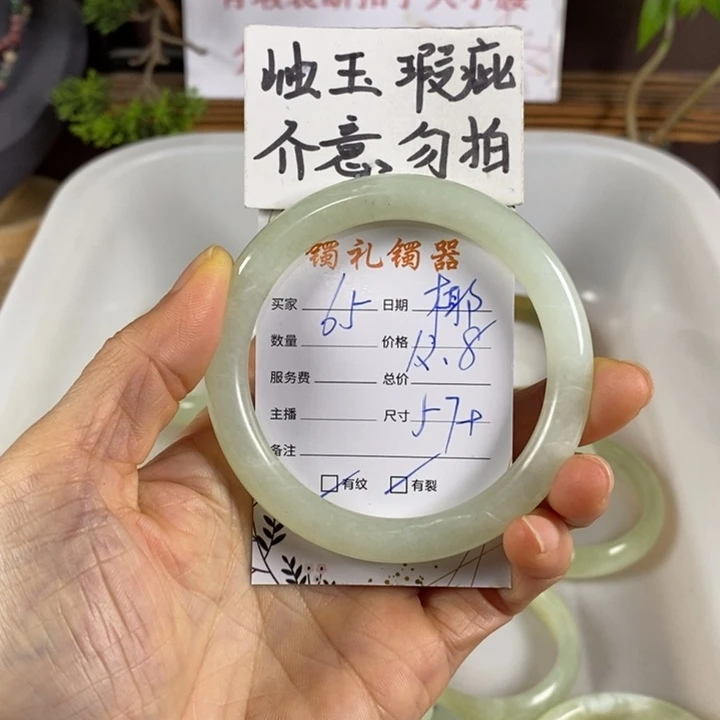 岫玉瑕疵
介意勿拍
镯礼镯器
买家 65 日期 椰
数量 价格 12.8
服务费 总价
主播 尺寸 57+
备注
有纹 有裂